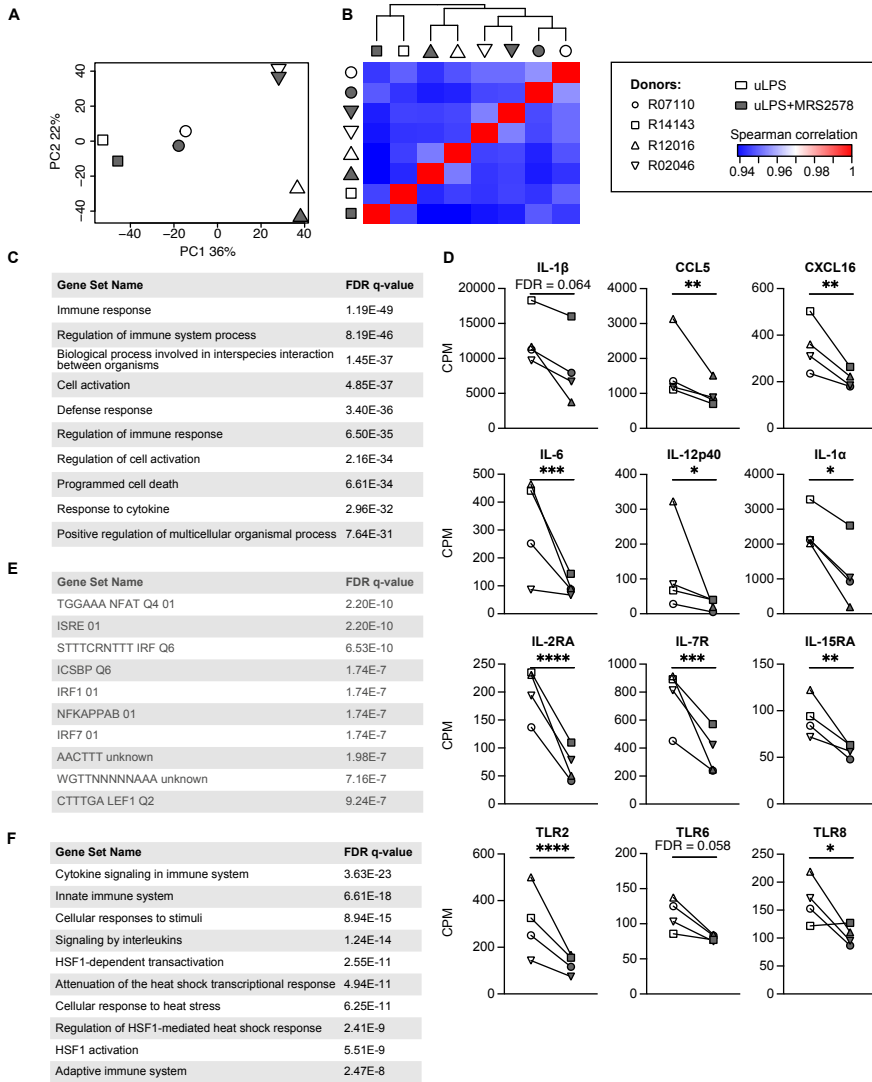 A
B
40
20
0
−20
−40
PC2 22%
−40
−20
0
20
40
PC1 36%
Donors:
R07110
R14143
R12016
R02046
uLPS
uLPS+MRS2578
Spearman correlation
0.94 0.96 0.98 1
C
Gene Set Name FDR q-value
Immune response 1.19E-49
Regulation of immune system process 8.19E-46
Biological process involved in interspecies interaction
between organisms 1.45E-37
Cell activation 4.85E-37
Defense response 3.40E-36
Regulation of immune response 6.50E-35
Regulation of cell activation 2.16E-34
Programmed cell death 6.61E-34
Response to cytokine 2.96E-32
Positive regulation of multicellular organismal process 7.64E-31
D
IL-1β
FDR = 0.064
20000
15000
10000
5000
0
CPM
CCL5
**
4000
3000
2000
1000
0
CXCL16
**
600
400
200
0
IL-6
***
500
400
300
200
100
0
CPM
IL-12p40
*
400
300
200
100
0
IL-1α
*
4000
3000
2000
1000
0
IL-2RA
****
250
200
150
100
50
0
CPM
IL-7R
***
1000
800
600
400
200
0
IL-15RA
**
150
100
50
0
TLR2
****
600
400
200
0
CPM
TLR6
FDR = 0.058
200
150
100
50
0
TLR8
*
250
200
150
100
50
0
E
Gene Set Name FDR q-value
TGGAAA NFAT Q4 01 2.20E-10
ISRE 01 2.20E-10
STTTCRNTTT IRF Q6 6.53E-10
ICSBP Q6 1.74E-7
IRF1 01 1.74E-7
NFKAPPAB 01 1.74E-7
IRF7 01 1.74E-7
AACTTT unknown 1.98E-7
WGTTNNNNNAAA unknown 7.16E-7
CTTTGA LEF1 Q2 9.24E-7
F
Gene Set Name FDR q-value
Cytokine signaling in immune system 3.63E-23
Innate immune system 6.61E-18
Cellular responses to stimuli 8.94E-15
Signaling by interleukins 1.24E-14
HSF1-dependent transactivation 2.55E-11
Attenuation of the heat shock transcriptional response 4.94E-11
Cellular response to heat stress 6.25E-11
Regulation of HSF1-mediated heat shock response 2.41E-9
HSF1 activation 5.51E-9
Adaptive immune system 2.47E-8